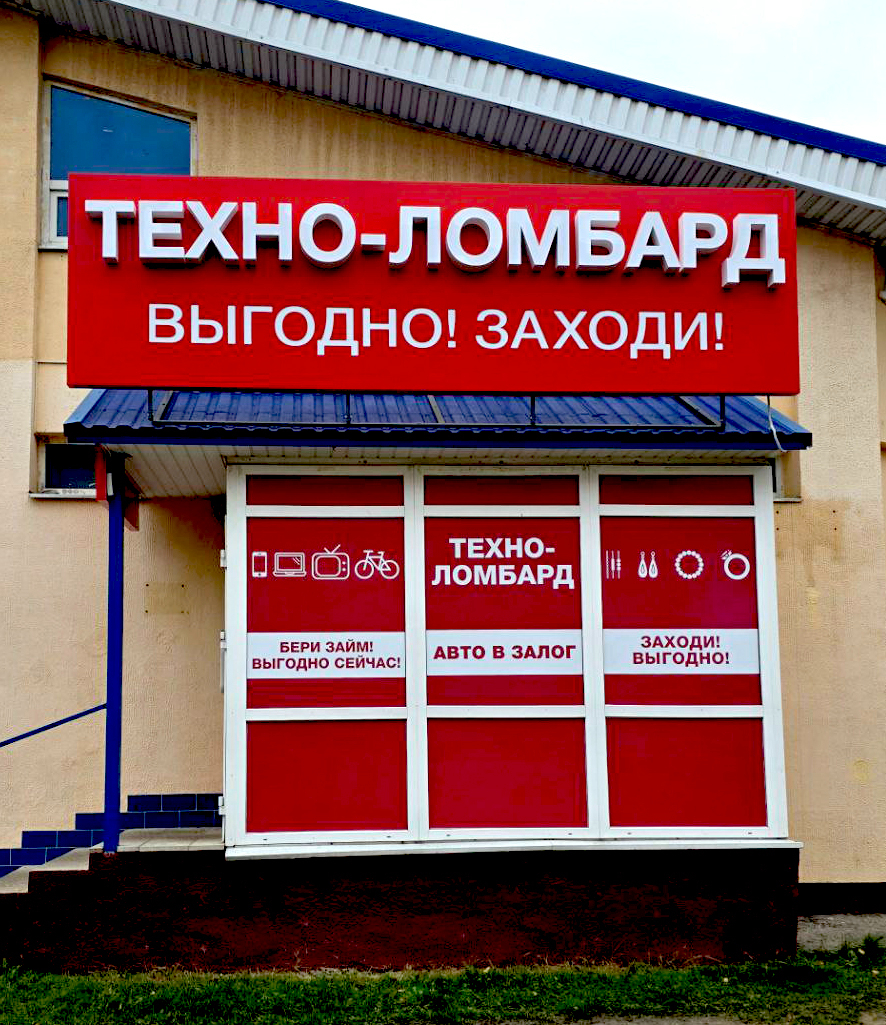 ТЕХНО-ЛОМБАРД
ВЫГОДНО! ЗАХОДИ!
ТЕХНО-
ЛОМБАРД
БЕРИ ЗАЙМ!
ВЫГОДНО СЕЙЧАС!
АВТО В ЗАЛОГ
ЗАХОДИ!
ВЫГОДНО!